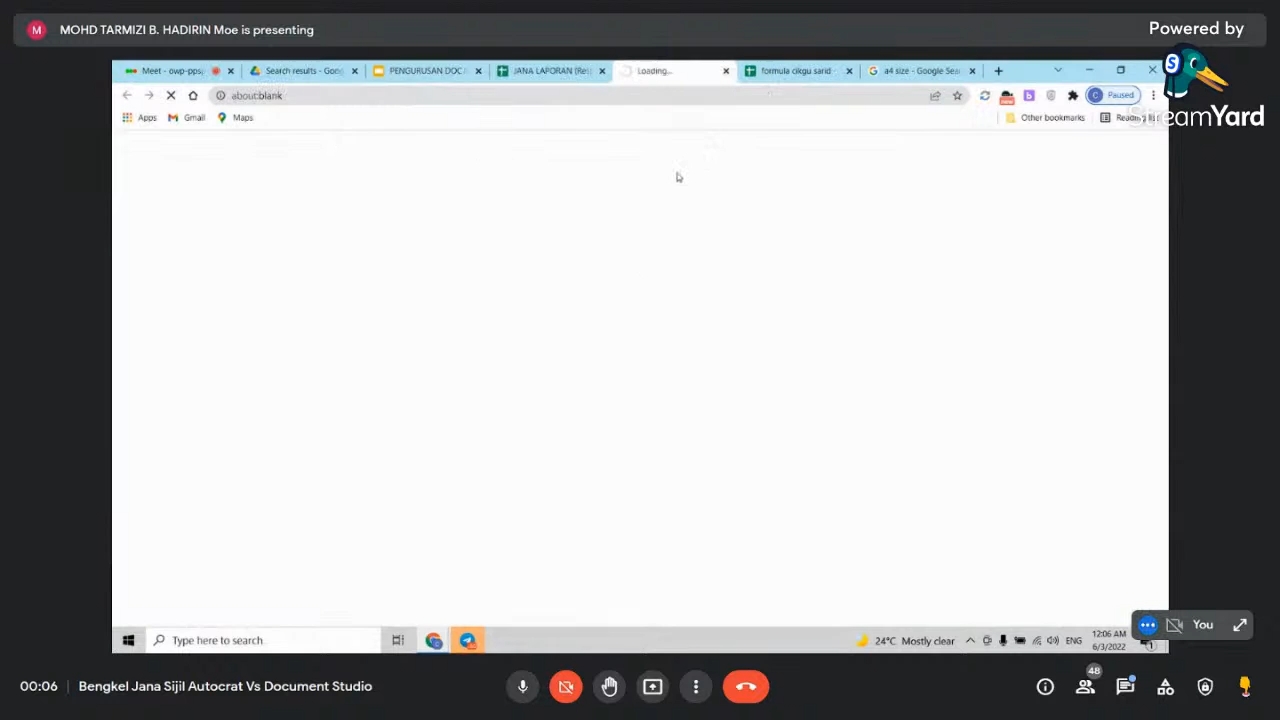 M MOHD TARMIZI B. HADIRIN Moe is presenting
Powered by
StreamYard
Meet - owp-pps
Search results - Goog
PENGURUSAN DOC
JANA LAPORAN (Res
Loading...
formula cikgu sarid
a4 size - Google Sea
about:blank
C Paused
Apps
Gmail
Maps
Other bookmarks
Reading list
Type here to search
24°C Mostly clear
ENG
12:06 AM
6/3/2022
You
00:06 | Bengkel Jana Sijil Autocrat Vs Document Studio
48